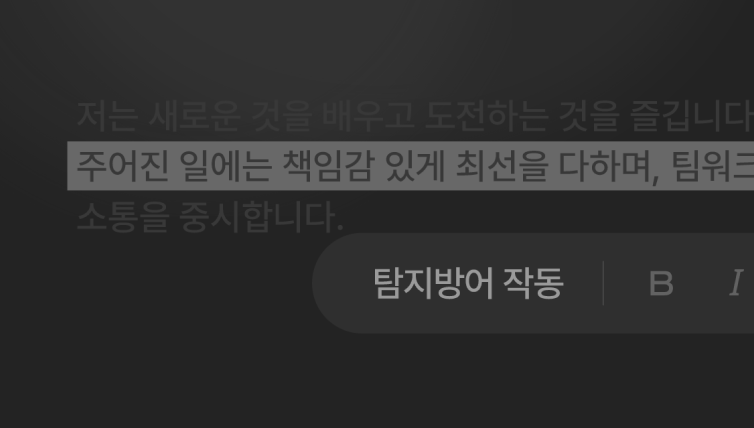 저는 새로운 것을 배우고 도전하는 것을 즐깁니다
주어진 일에는 책임감 있게 최선을 다하며, 팀워크
소통을 중시합니다.
탐지방어 작동 B I